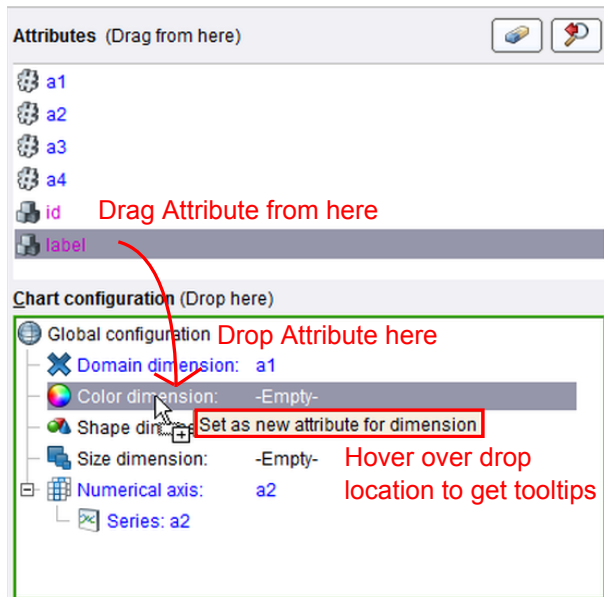 Attributes (Drag from here)
a1
a2
a3
a4
id
Drag Attribute from here
label
Chart configuration (Drop here)
Global configuration
Drop Attribute here
Domain dimension: a1
Color dimension: -Empty-
Set as new attribute for dimension
Shape
Size dimension: -Empty-
Hover over drop
location to get tooltips
Numerical axis: a2
Series: a2